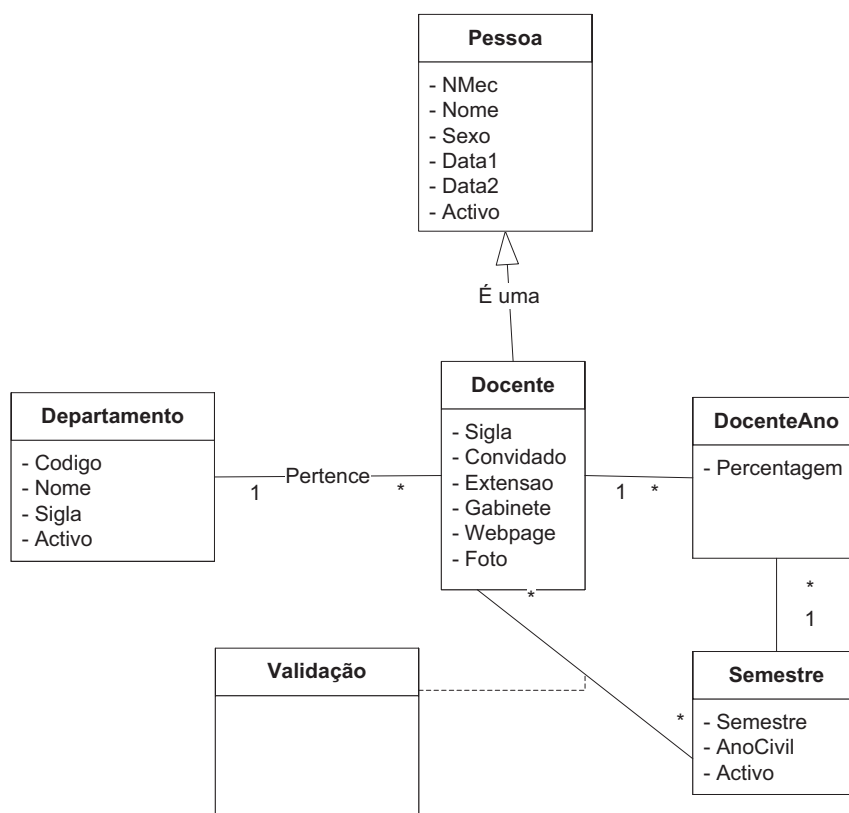 Pessoa
- NMec
- Nome
- Sexo
- Data1
- Data2
- Activo
É uma
Departamento
- Codigo
- Nome
- Sigla
- Activo
Pertence
1
*
Docente
- Sigla
- Convidado
- Extensao
- Gabinete
- Webpage
- Foto
1
*
DocenteAno
- Percentagem
*
1
*
*
Validação
Semestre
- Semestre
- AnoCivil
- Activo